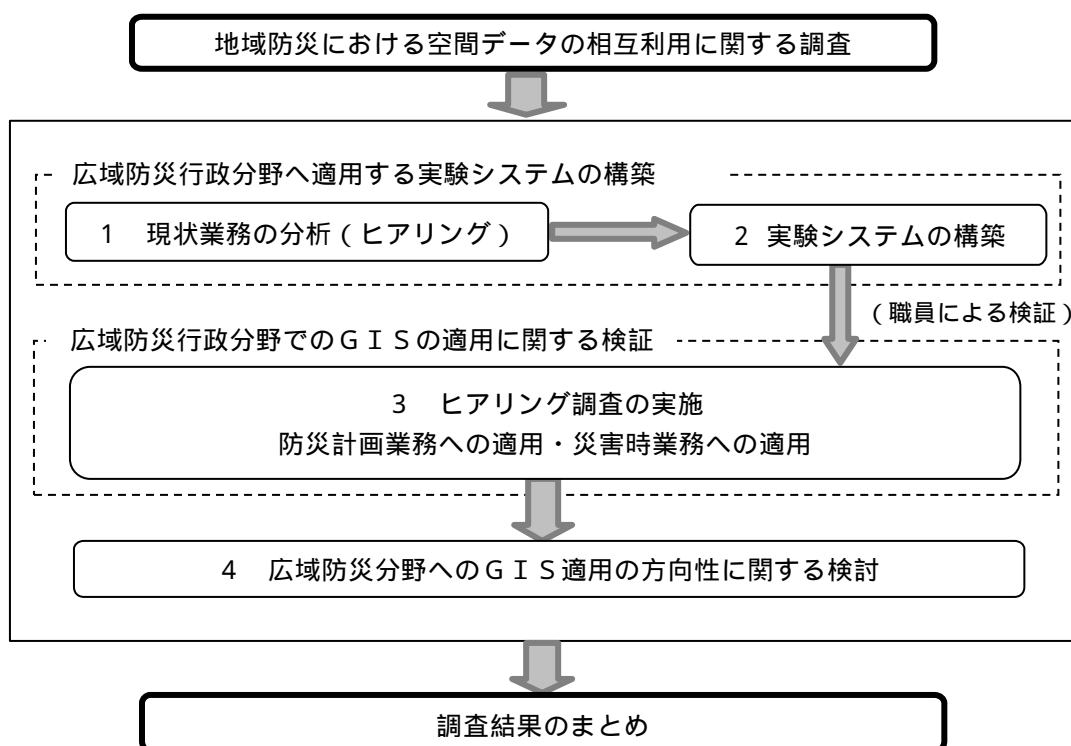 地域防災における空間データの相互利用に関する調査
広域防災行政分野へ適用する実験システムの構築
1 現状業務の分析(ヒアリング)
2 実験システムの構築
(職員による検証)
広域防災行政分野でのGISの適用に関する検証
3 ヒアリング調査の実施
防災計画業務への適用・災害時業務への適用
4 広域防災分野へのGIS適用の方向性に関する検討
調査結果のまとめ